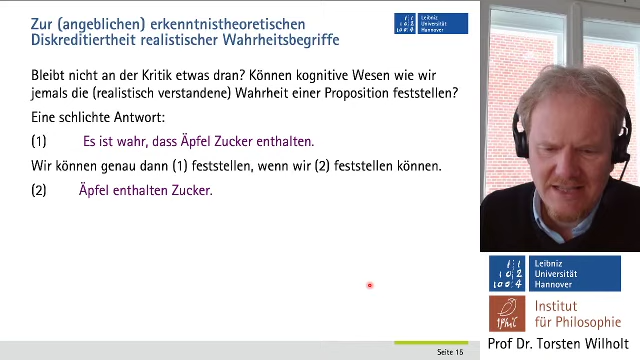 Zur (angeblichen) erkenntnistheoretischen
Diskreditiertheit realistischer Wahrheitsbegriffe
Leibniz
Universität
Hannover
Bleibt nicht an der Kritik etwas dran? Können kognitive Wesen wie wir
jemals die (realistisch verstandene) Wahrheit einer Proposition feststellen?
Eine schlichte Antwort:
(1) Es ist wahr, dass Äpfel Zucker enthalten.
Wir können genau dann (1) feststellen, wenn wir (2) feststellen können.
(2) Äpfel enthalten Zucker.
Seite 15
Leibniz
Universität
Hannover
Institut
für Philosophie
Prof Dr. Torsten Wilholt